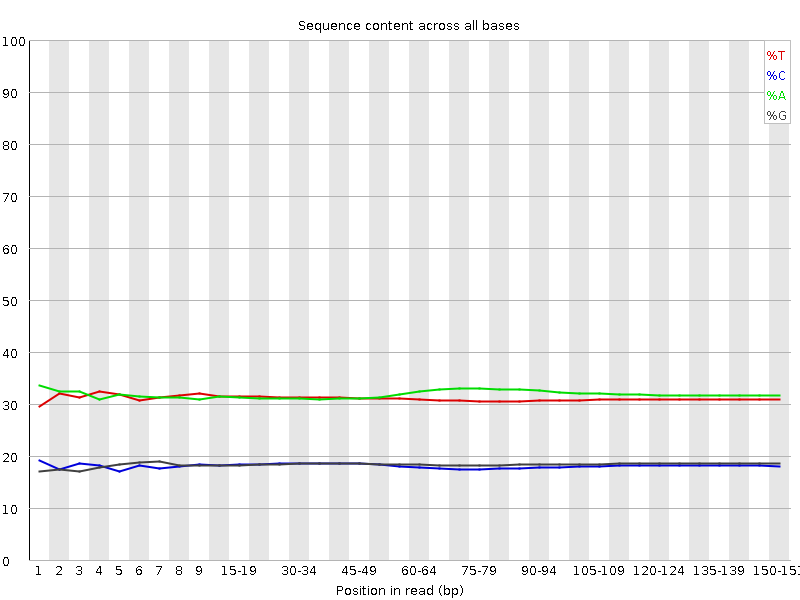 Sequence content across all bases
100
90
80
70
60
50
40
30
20
10
0
%T
%C
%A
%G
1 2 3 4 5 6 7 8 9 15-19 30-34 45-49 60-64 75-79 90-94 105-109 120-124 135-139 150-151
Position in read (bp)